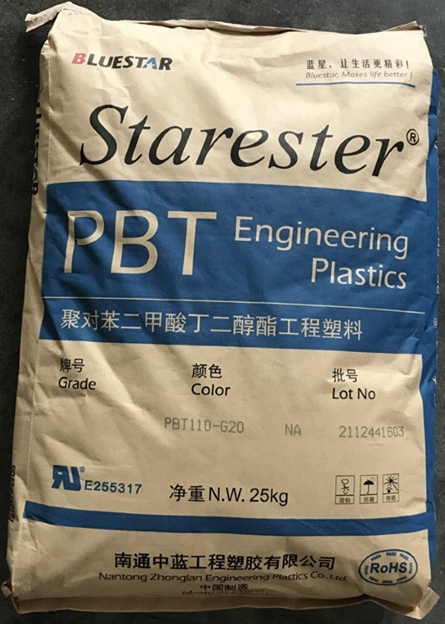 BLUESTAR
蓝星，让生活更精彩！
Bluestar, Makes life better!
Starester®
PBT Engineering
Plastics
聚对苯二甲酸丁二醇酯工程塑料
牌号 颜色 批号
Grade Color Lot No
PBT110-G20 NA 2112441603
E255317 净重 N.W. 25kg
南通中蓝工程塑胶有限公司
Nantong Zhonglan Engineering Plastics Co.,Ltd
中国制造
RoHS